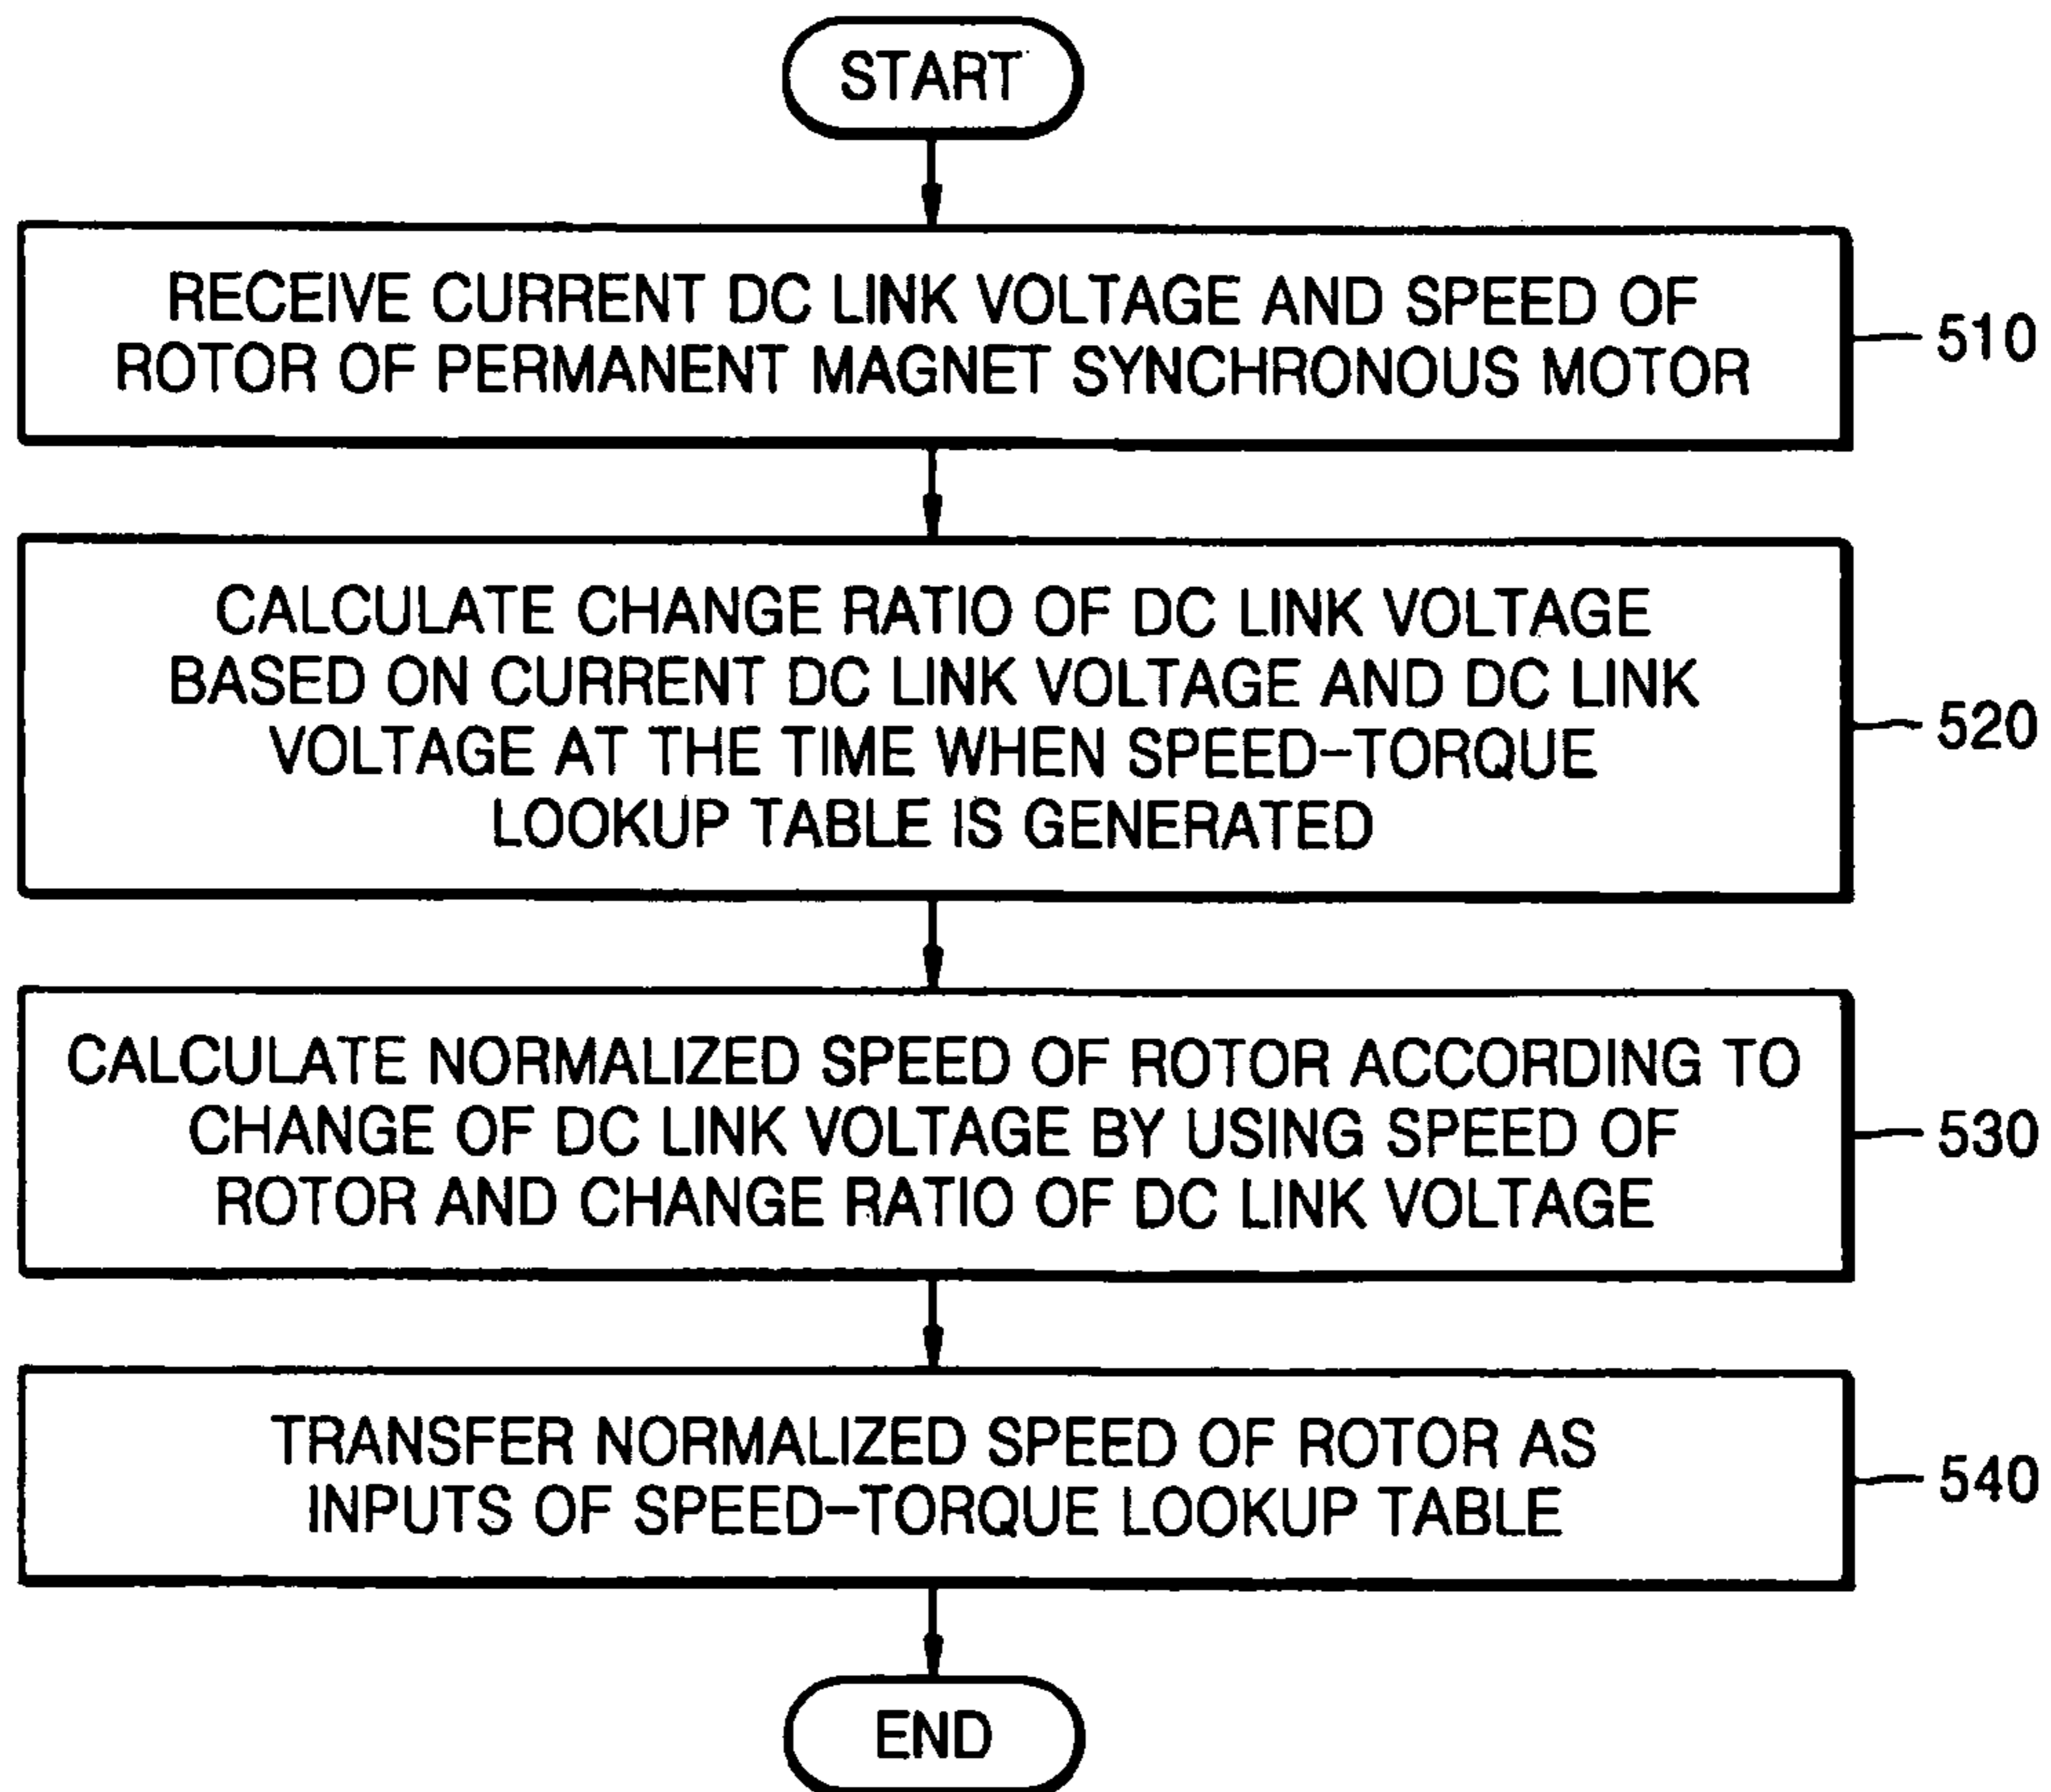 START
RECEIVE CURRENT DC LINK VOLTAGE AND SPEED OF
ROTOR OF PERMANENT MAGNET SYNCHRONOUS MOTOR
510
CALCULATE CHANGE RATIO OF DC LINK VOLTAGE
BASED ON CURRENT DC LINK VOLTAGE AND DC LINK
VOLTAGE AT THE TIME WHEN SPEED-TORQUE
LOOKUP TABLE IS GENERATED
520
CALCULATE NORMALIZED SPEED OF ROTOR ACCORDING TO
CHANGE OF DC LINK VOLTAGE BY USING SPEED OF
ROTOR AND CHANGE RATIO OF DC LINK VOLTAGE
530
TRANSFER NORMALIZED SPEED OF ROTOR AS
INPUTS OF SPEED-TORQUE LOOKUP TABLE
540
END